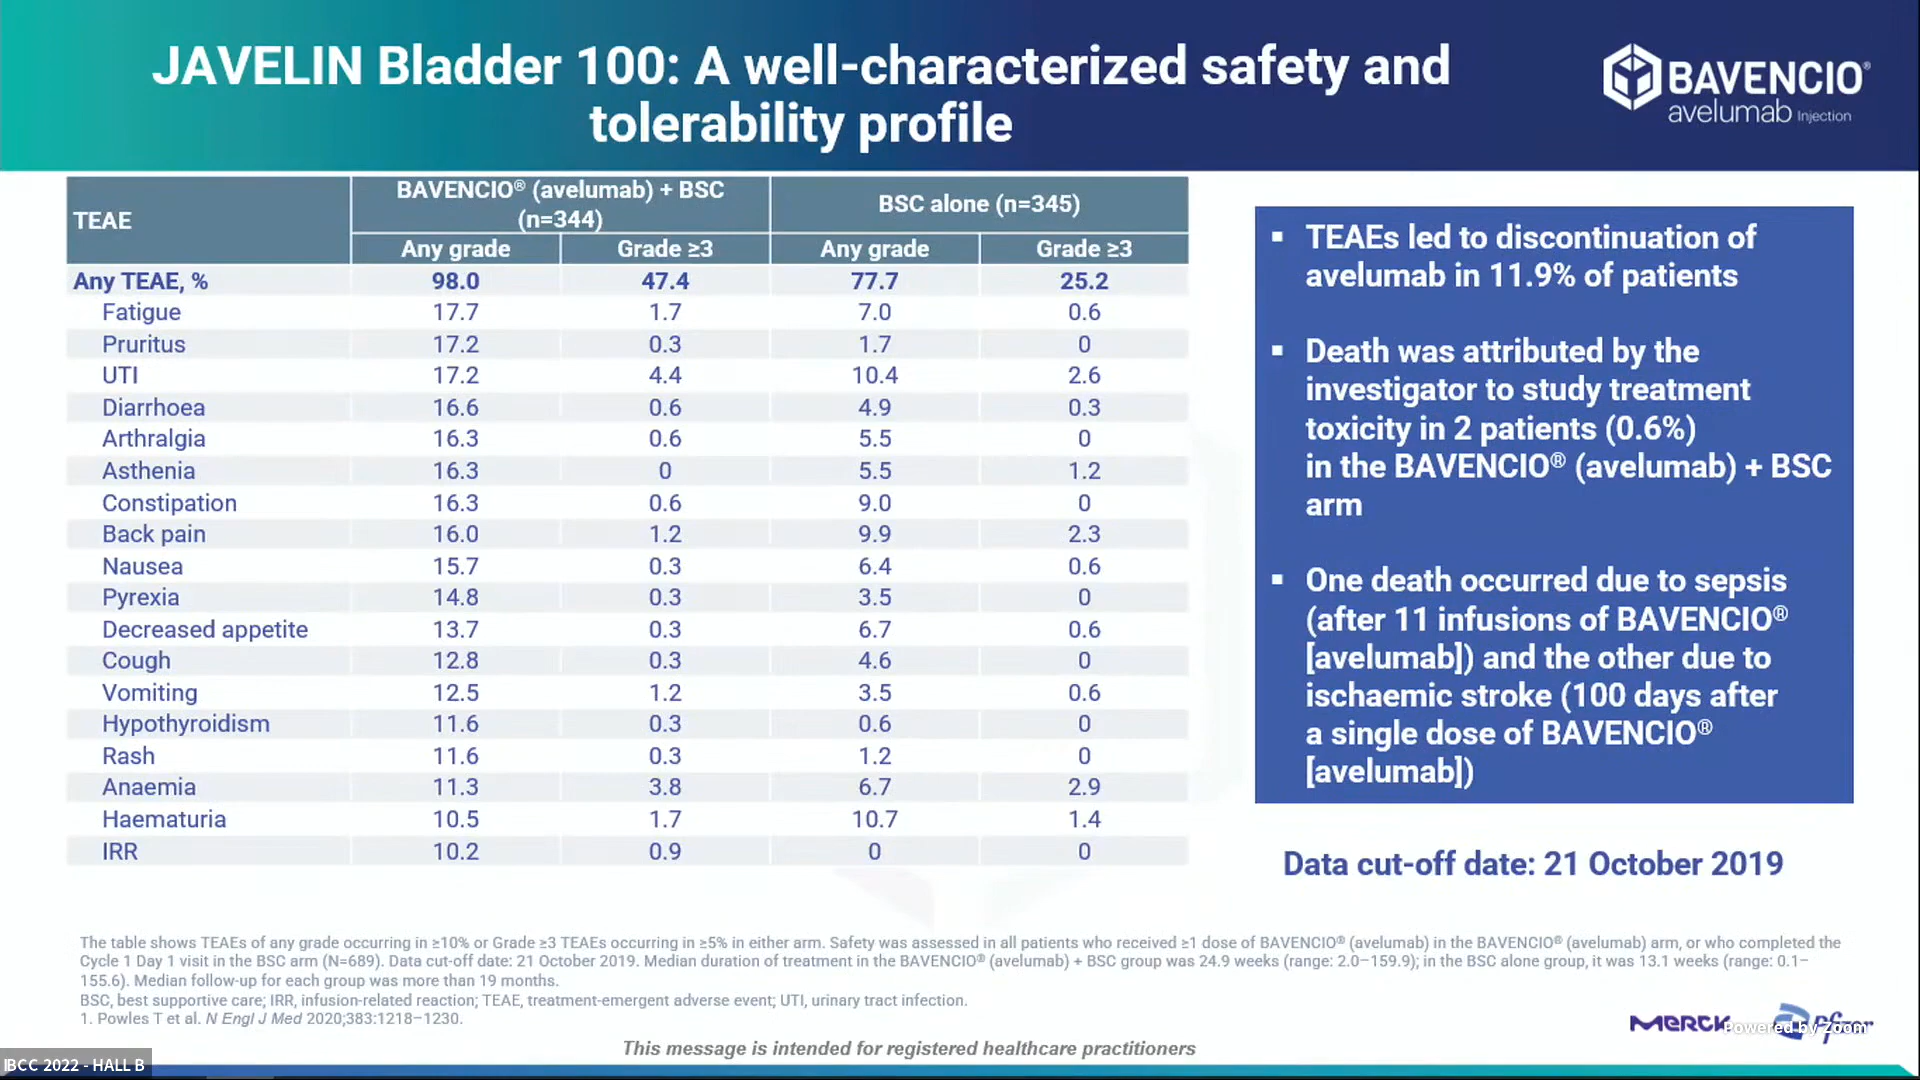 JAVELIN Bladder 100: A well-characterized safety and
tolerability profile
BAVENCIO®
avelumab Injection
TEAE
BAVENCIO® (avelumab) + BSC
(n=344)
BSC alone (n=345)
Any grade Grade ≥3 Any grade Grade ≥3
Any TEAE, % 98.0 47.4 77.7 25.2
Fatigue 17.7 1.7 7.0 0.6
Pruritus 17.2 0.3 1.7 0
UTI 17.2 4.4 10.4 2.6
Diarrhoea 16.6 0.6 4.9 0.3
Arthralgia 16.3 0.6 5.5 0
Asthenia 16.3 0 5.5 1.2
Constipation 16.3 0.6 9.0 0
Back pain 16.0 1.2 9.9 2.3
Nausea 15.7 0.3 6.4 0.6
Pyrexia 14.8 0.3 3.5 0
Decreased appetite 13.7 0.3 6.7 0.6
Cough 12.8 0.3 4.6 0
Vomiting 12.5 1.2 3.5 0.6
Hypothyroidism 11.6 0.3 0.6 0
Rash 11.6 0.3 1.2 0
Anaemia 11.3 3.8 6.7 2.9
Haematuria 10.5 1.7 10.7 1.4
IRR 10.2 0.9 0 0
▪ TEAEs led to discontinuation of
avelumab in 11.9% of patients
▪ Death was attributed by the
investigator to study treatment
toxicity in 2 patients (0.6%)
in the BAVENCIO® (avelumab) + BSC
arm
▪ One death occurred due to sepsis
(after 11 infusions of BAVENCIO®
[avelumab]) and the other due to
ischaemic stroke (100 days after
a single dose of BAVENCIO®
[avelumab])
Data cut-off date: 21 October 2019
The table shows TEAEs of any grade occurring in ≥10% or Grade ≥3 TEAEs occurring in ≥5% in either arm. Safety was assessed in all patients who received ≥1 dose of BAVENCIO® (avelumab) in the BAVENCIO® (avelumab) arm, or who completed the
Cycle 1 Day 1 visit in the BSC arm (N=689). Data cut-off date: 21 October 2019. Median duration of treatment in the BAVENCIO® (avelumab) + BSC group was 24.9 weeks (range: 2.0–159.9); in the BSC alone group, it was 13.1 weeks (range: 0.1–
155.6). Median follow-up for each group was more than 19 months.
BSC, best supportive care; IRR, infusion-related reaction; TEAE, treatment-emergent adverse event; UTI, urinary tract infection.
1. Powles T et al. N Engl J Med 2020;383:1218–1230.
MERCK Pfizer
Powered by Zoom
This message is intended for registered healthcare practitioners
IBCC 2022 - HALL B